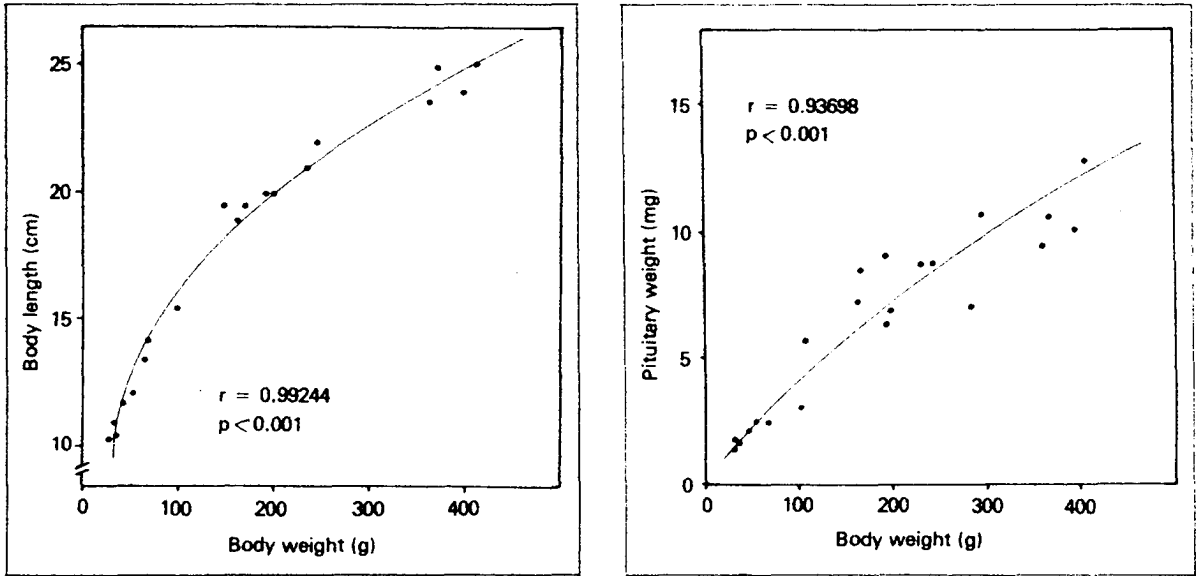 Body length (cm)
25
20
15
10
r = 0.99244
p < 0.001
0 100 200 300 400
Body weight (g)
Pituitary weight (mg)
15
10
5
0
r = 0.93698
p < 0.001
0 100 200 300 400
Body weight (g)